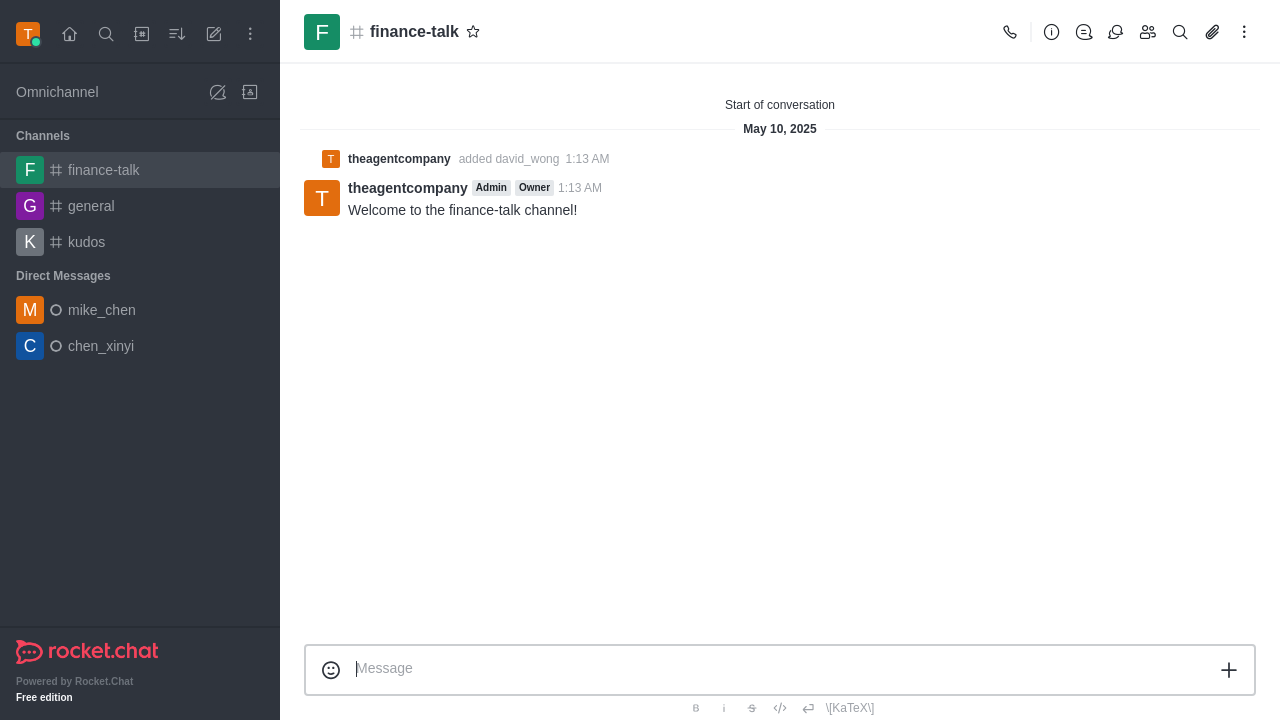 T
Omnichannel
Channels
F finance-talk
G general
K kudos
Direct Messages
M mike_chen
C chen_xinyi
rocket.chat
Powered by Rocket.Chat
Free edition
F finance-talk
Start of conversation
May 10, 2025
T theagentcompany added david_wong 1:13 AM
T theagentcompany Admin Owner 1:13 AM
Welcome to the finance-talk channel!
Message
B i S </> \[KaTeX\]